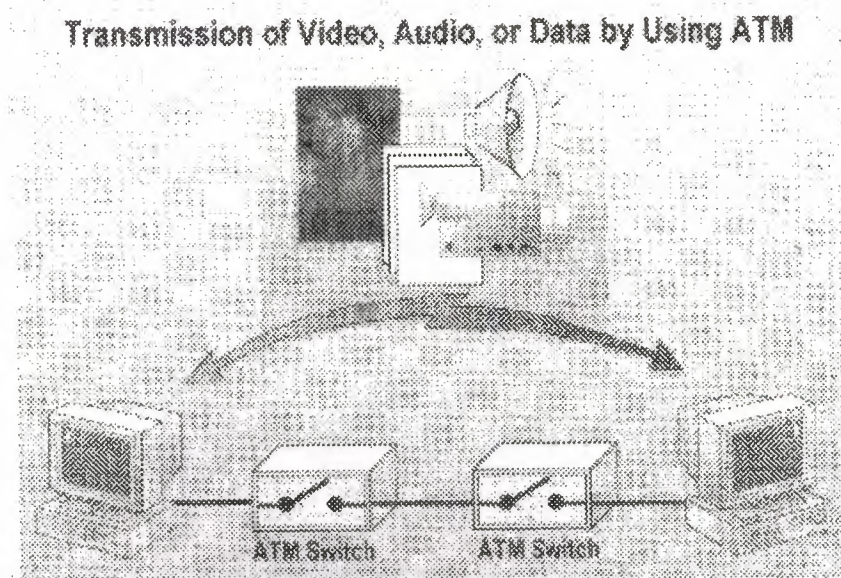 Transmission of Video, Audio, or Data by Using ATM
ATM Switch
ATM Switch